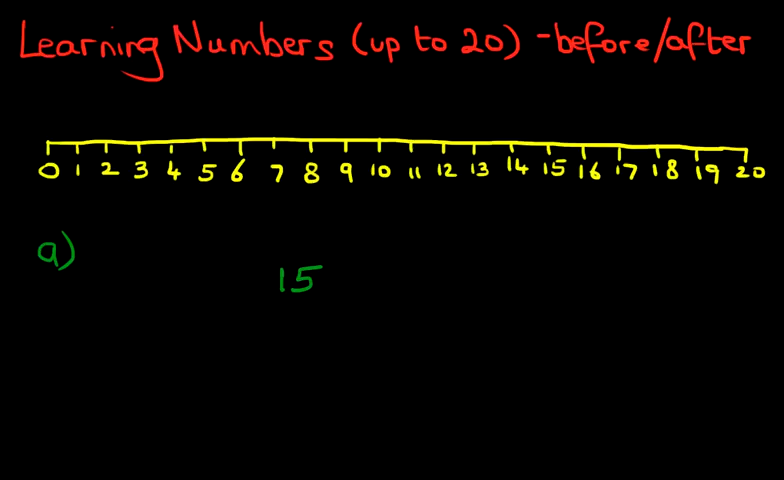 Learning Numbers (up to 20) - before/after
0 1 2 3 4 5 6 7 8 9 10 11 12 13 14 15 16 17 18 19 20
a)
15